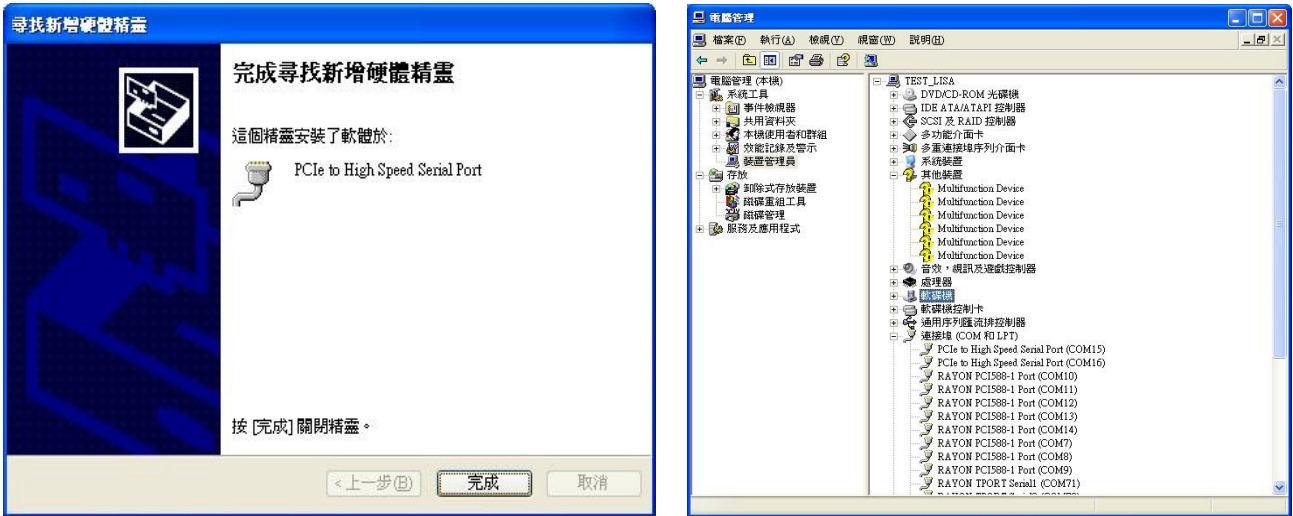 尋找新增硬體精靈
完成尋找新增硬體精靈
這個精靈安裝了軟體於:
PCIe to High Speed Serial Port
按 [完成] 關閉精靈。
<上一步(B)
完成
取消
電腦管理
檔案(F) 執行(A) 檢視(V) 視窗(W) 說明(H)
電腦管理 (本機)
系統工具
事件檢視器
共用資料夾
本機使用者和群組
效能記錄及警示
裝置管理員
存放
卸除式存放裝置
磁碟重組工具
磁碟管理
服務及應用程式
TEST_LISA
DVD/CD-ROM 光碟機
IDE ATA/ATAPI 控制器
SCSI 及 RAID 控制器
多功能介面卡
多重連接埠序列介面卡
系統裝置
其他裝置
Multifunction Device
Multifunction Device
Multifunction Device
Multifunction Device
Multifunction Device
Multifunction Device
音效，視訊及遊戲控制器
處理器
軟碟機
軟碟機控制卡
通用序列匯流排控制器
連接埠 (COM 和 LPT)
PCIe to High Speed Serial Port (COM15)
PCIe to High Speed Serial Port (COM16)
RAYON PCI588-1 Port (COM10)
RAYON PCI588-1 Port (COM11)
RAYON PCI588-1 Port (COM12)
RAYON PCI588-1 Port (COM13)
RAYON PCI588-1 Port (COM14)
RAYON PCI588-1 Port (COM7)
RAYON PCI588-1 Port (COM8)
RAYON PCI588-1 Port (COM9)
RAYON TPORT Serial1 (COM71)